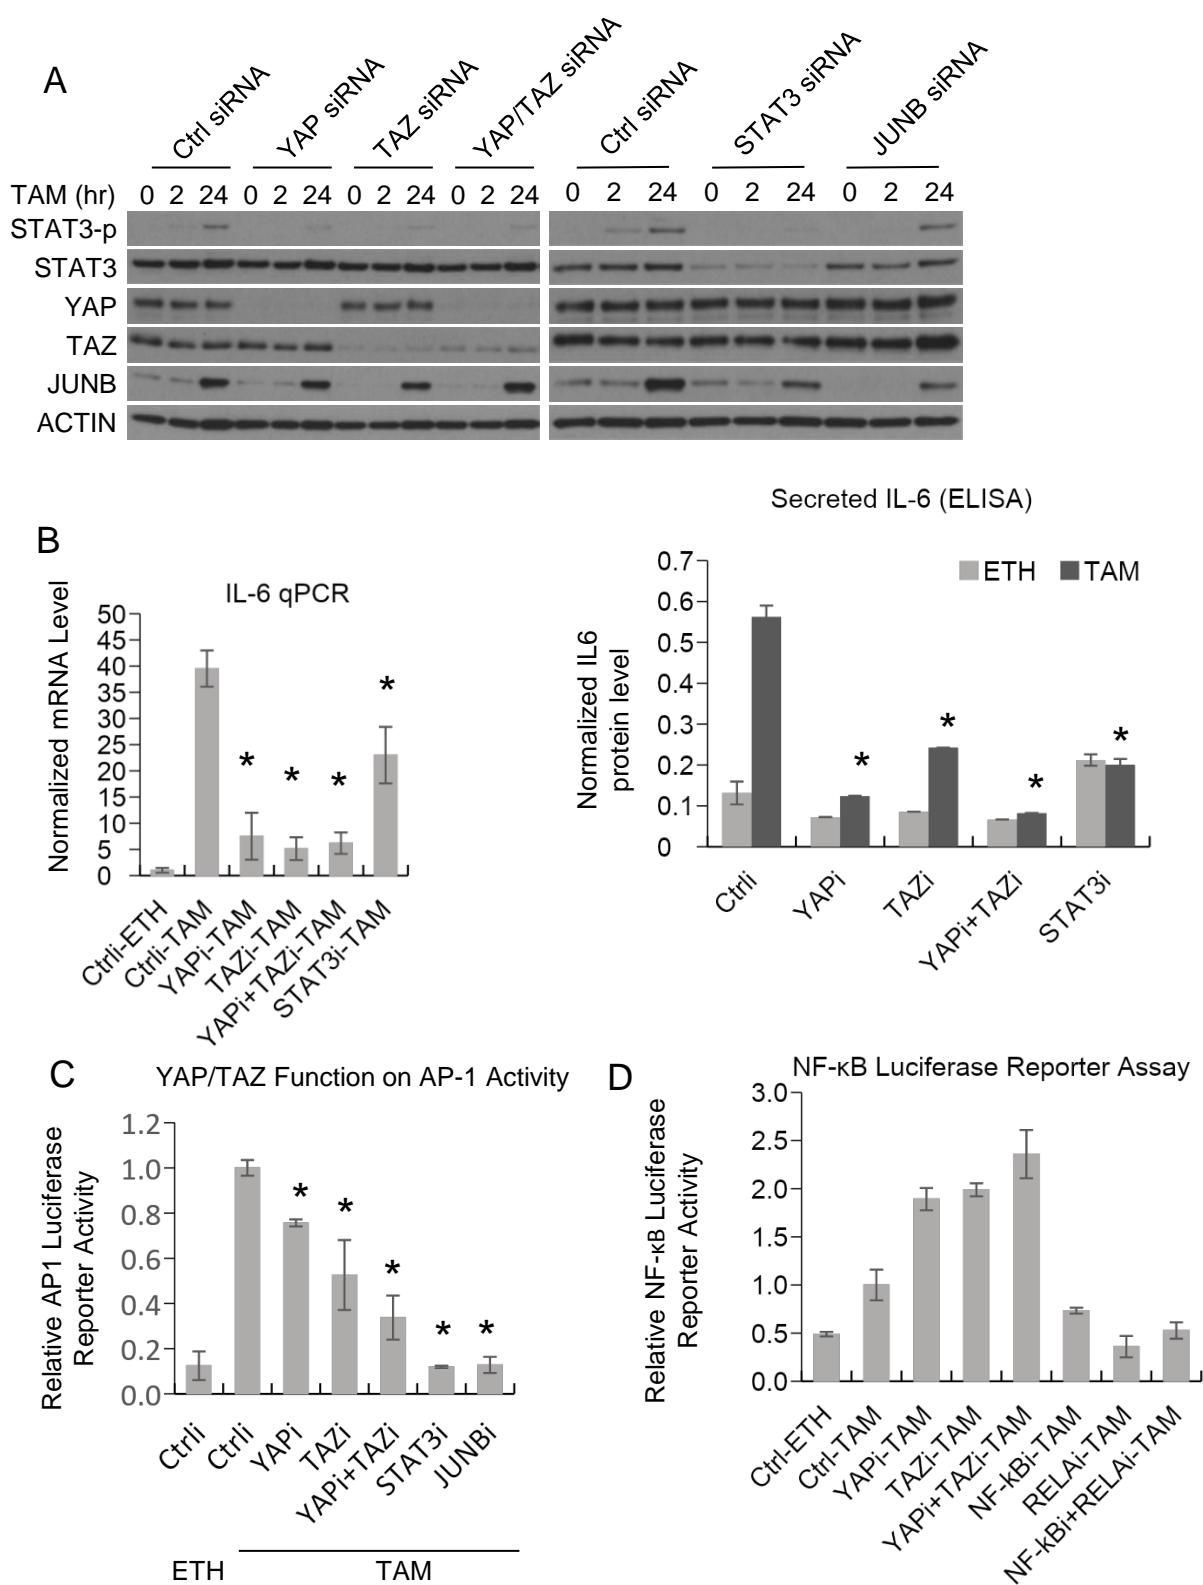 A
Ctrl siRNA
YAP siRNA
TAZ siRNA
YAP/TAZ siRNA
Ctrl siRNA
STAT3 siRNA
JUNB siRNA
TAM (hr) 0 2 24 0 2 24 0 2 24 0 2 24 0 2 24 0 2 24 0 2 24
STAT3-p
STAT3
YAP
TAZ
JUNB
ACTIN
B
IL-6 qPCR
Normalized mRNA Level
50
45
40
35
30
25
20
15
10
5
0
Ctrli-ETH
Ctrli-TAM
YAPi-TAM
TAZi-TAM
YAPi+TAZi-TAM
STAT3i-TAM
* * * *
Secreted IL-6 (ELISA)
ETH TAM
Normalized IL6
protein level
0.7
0.6
0.5
0.4
0.3
0.2
0.1
0
* * * *
Ctrli
YAPi
TAZi
YAPi+TAZi
STAT3i
C
YAP/TAZ Function on AP-1 Activity
Relative AP1 Luciferase
Reporter Activity
1.2
1.0
0.8
0.6
0.4
0.2
0.0
* * * * *
Ctrli
Ctrli
YAPi
TAZi
YAPi+TAZi
STAT3i
JUNBi
ETH TAM
D
NF-κB Luciferase Reporter Assay
Relative NF-κB Luciferase
Reporter Activity
3.0
2.5
2.0
1.5
1.0
0.5
0.0
Ctrl-ETH
Ctrl-TAM
YAPi-TAM
TAZi-TAM
YAPi+TAZi-TAM
NF-kBi-TAM
RELAi-TAM
NF-kBi+RELAi-TAM